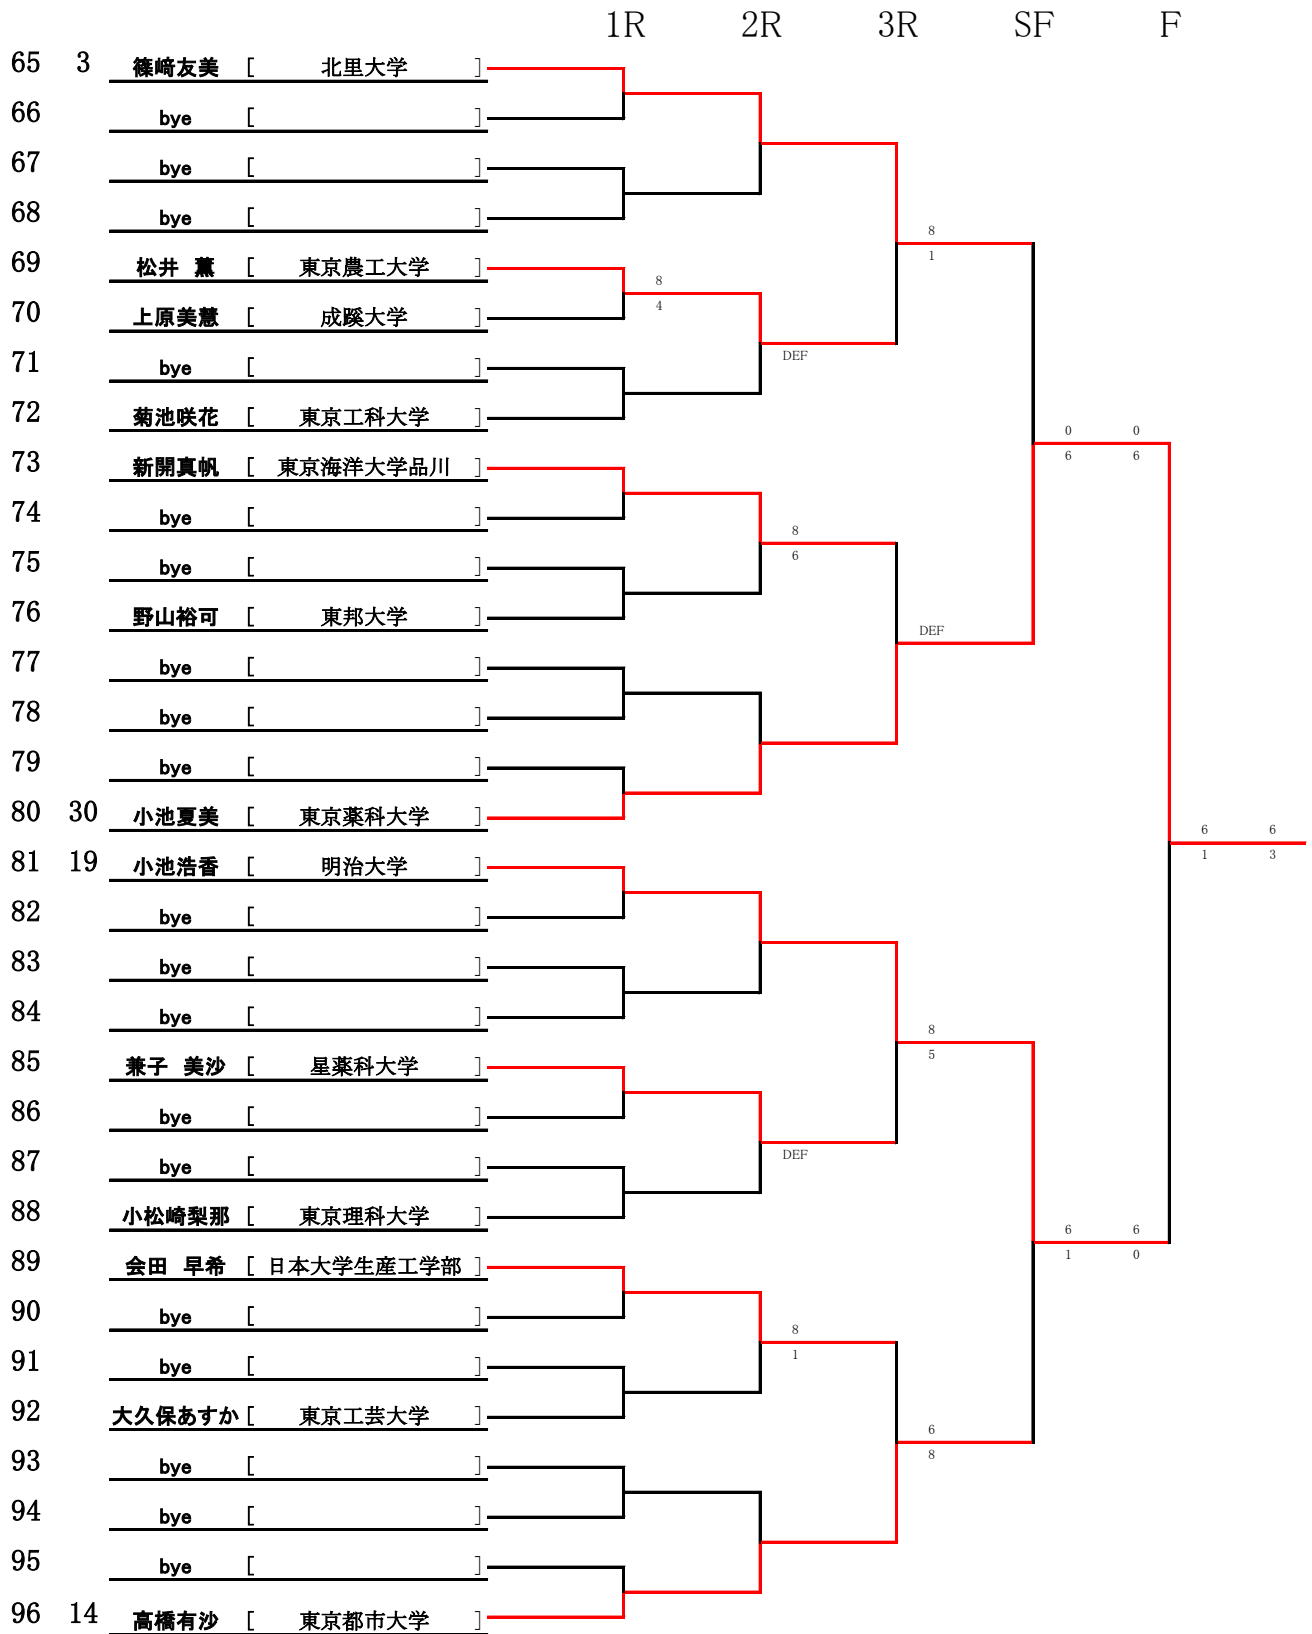 1R 2R 3R SF F
65 3 篠﨑友美 [ 北里大学 ]
66 bye [ ]
67 bye [ ]
68 bye [ ]
8
1
69 松井 薫 [ 東京農工大学 ]
8
4
70 上原美慧 [ 成蹊大学 ]
DEF
71 bye [ ]
72 菊池咲花 [ 東京工科大学 ]
0 0
6 6
73 新開真帆 [ 東京海洋大学品川 ]
74 bye [ ]
8
6
75 bye [ ]
76 野山裕可 [ 東邦大学 ]
DEF
77 bye [ ]
78 bye [ ]
79 bye [ ]
80 30 小池夏美 [ 東京薬科大学 ]
6 6
1 3
81 19 小池浩香 [ 明治大学 ]
82 bye [ ]
83 bye [ ]
84 bye [ ]
8
5
85 兼子 美沙 [ 星薬科大学 ]
86 bye [ ]
DEF
87 bye [ ]
88 小松崎梨那 [ 東京理科大学 ]
6 6
1 0
89 会田 早希 [ 日本大学生産工学部 ]
90 bye [ ]
8
1
91 bye [ ]
92 大久保あすか [ 東京工芸大学 ]
6
8
93 bye [ ]
94 bye [ ]
95 bye [ ]
96 14 高橋有沙 [ 東京都市大学 ]